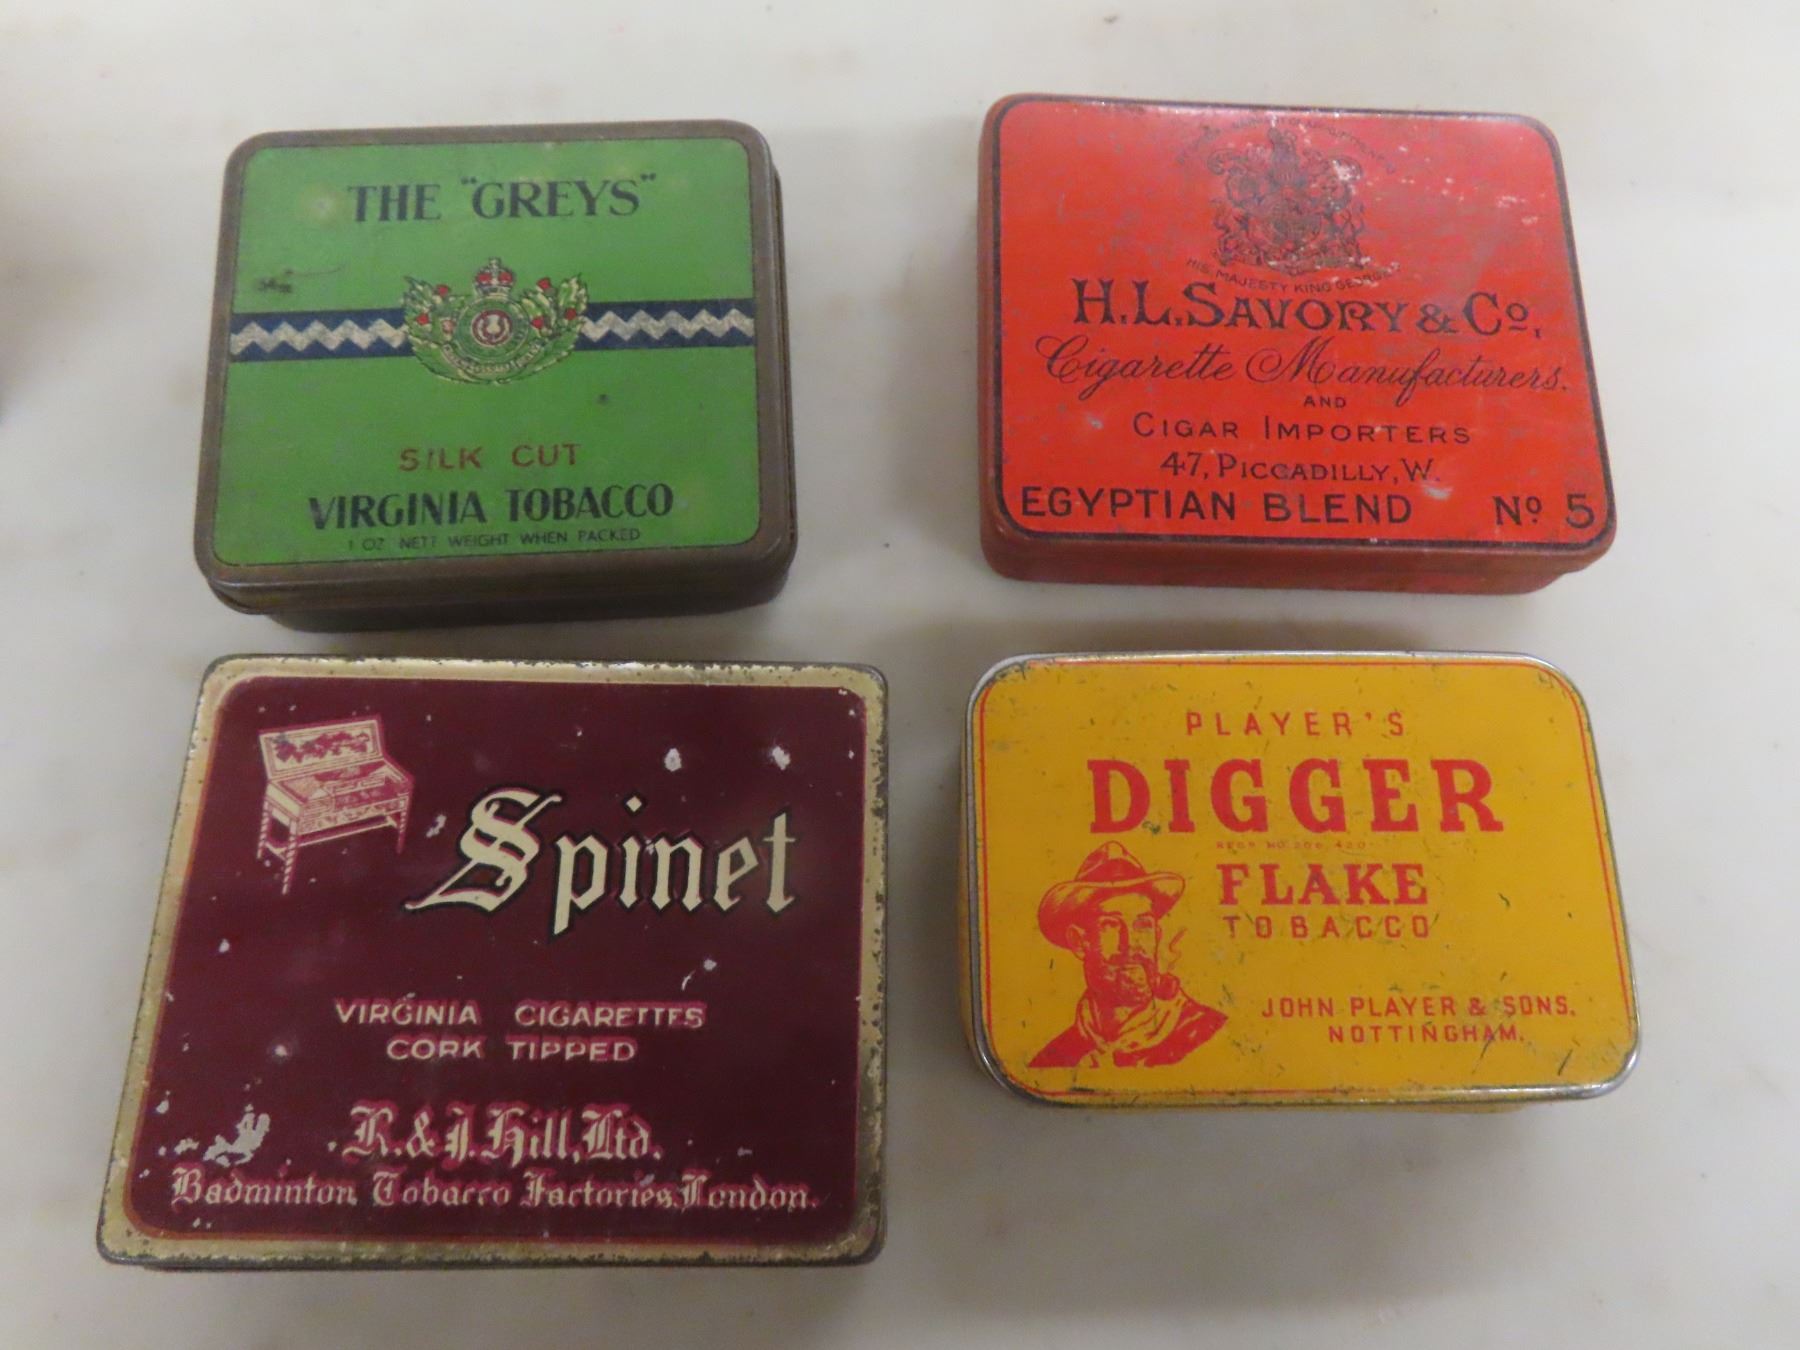 THE "GREYS"
SILK CUT
VIRGINIA TOBACCO
1 OZ NETT WEIGHT WHEN PACKED
HIS MAJESTY KING GEORGE
H.L. SAVORY & Co.
Cigarette Manufacturers.
AND
CIGAR IMPORTERS
47, PICCADILLY, W.
EGYPTIAN BLEND No 5
Spinet
VIRGINIA CIGARETTES
CORK TIPPED
R. & J. Hill, Ltd.
Badminton Tobacco Factories, London.
PLAYER'S
DIGGER
FLAKE
TOBACCO
JOHN PLAYER & SONS,
NOTTINGHAM.